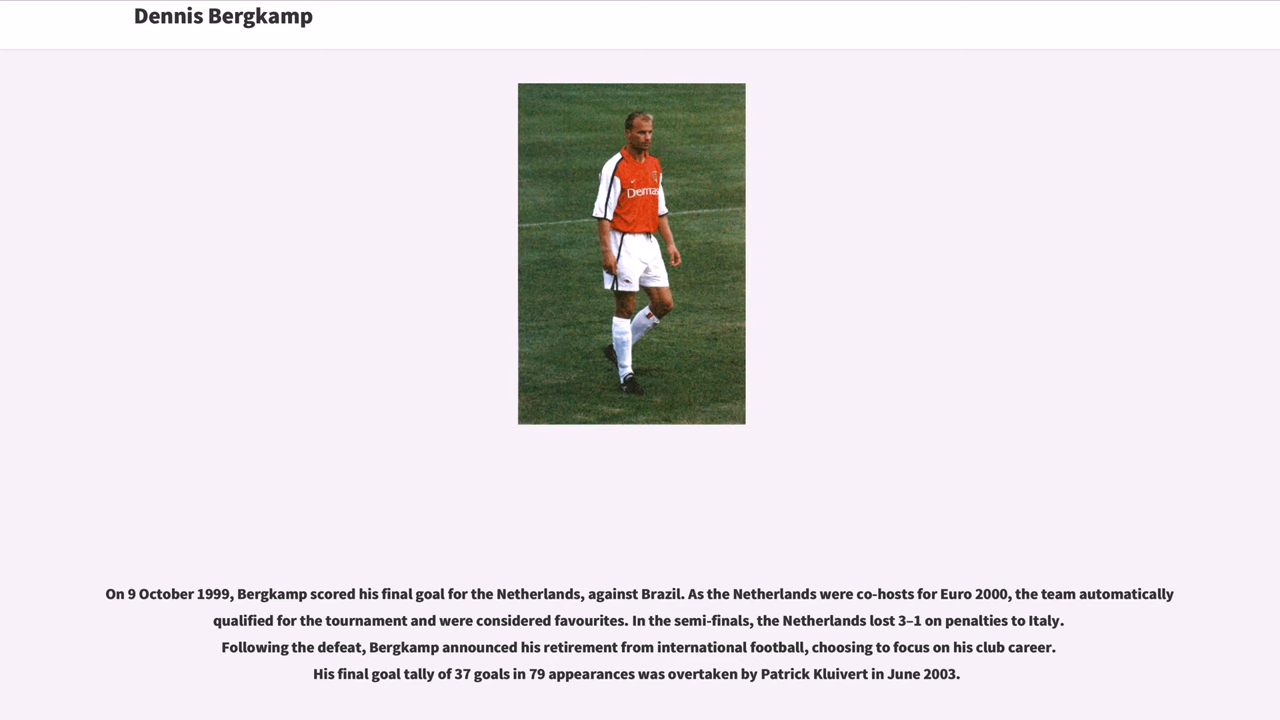 Dennis Bergkamp
Demas
On 9 October 1999, Bergkamp scored his final goal for the Netherlands, against Brazil. As the Netherlands were co-hosts for Euro 2000, the team automatically
qualified for the tournament and were considered favourites. In the semi-finals, the Netherlands lost 3–1 on penalties to Italy.
Following the defeat, Bergkamp announced his retirement from international football, choosing to focus on his club career.
His final goal tally of 37 goals in 79 appearances was overtaken by Patrick Kluivert in June 2003.